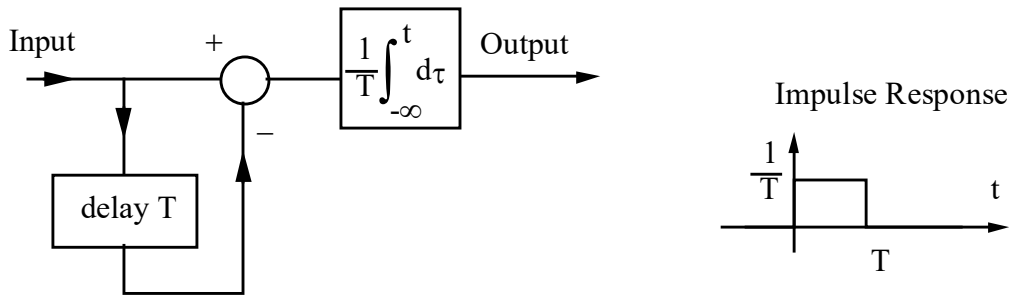 Input
+
1
T
∫
t
-∞
dτ
Output
−
delay T
Impulse Response
1
T
t
T